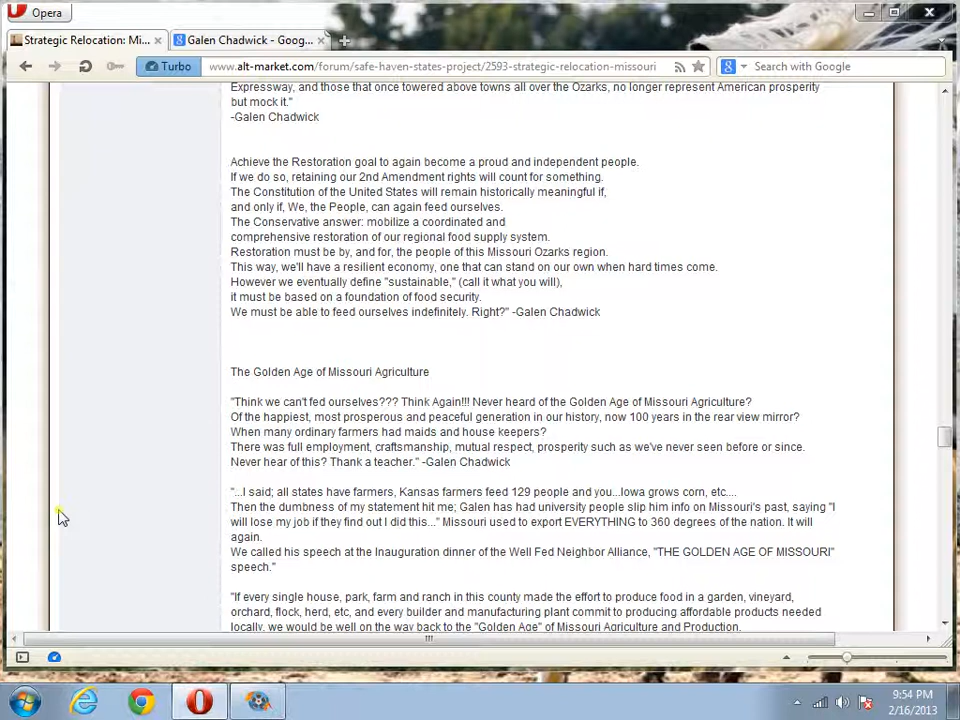 Opera
Strategic Relocation: Mi...
Galen Chadwick - Goog...
Turbo
www.alt-market.com/forum/safe-haven-states-project/2593-strategic-relocation-missouri
Search with Google
Expressway, and those that once towered above towns all over the Ozarks, no longer represent American prosperity
but mock it."
-Galen Chadwick
Achieve the Restoration goal to again become a proud and independent people.
If we do so, retaining our 2nd Amendment rights will count for something.
The Constitution of the United States will remain historically meaningful if,
and only if, We, the People, can again feed ourselves.
The Conservative answer: mobilize a coordinated and
comprehensive restoration of our regional food supply system.
Restoration must be by, and for, the people of this Missouri Ozarks region.
This way, we'll have a resilient economy, one that can stand on our own when hard times come.
However we eventually define "sustainable," (call it what you will),
it must be based on a foundation of food security.
We must be able to feed ourselves indefinitely. Right?" -Galen Chadwick
The Golden Age of Missouri Agriculture
"Think we can't fed ourselves??? Think Again!!! Never heard of the Golden Age of Missouri Agriculture?
Of the happiest, most prosperous and peaceful generation in our history, now 100 years in the rear view mirror?
When many ordinary farmers had maids and house keepers?
There was full employment, craftsmanship, mutual respect, prosperity such as we've never seen before or since.
Never hear of this? Thank a teacher." -Galen Chadwick
"...I said; all states have farmers, Kansas farmers feed 129 people and you...Iowa grows corn, etc....
Then the dumbness of my statement hit me; Galen has had university people slip him info on Missouri's past, saying "I
will lose my job if they find out I did this..." Missouri used to export EVERYTHING to 360 degrees of the nation. It will
again.
We called his speech at the Inauguration dinner of the Well Fed Neighbor Alliance, "THE GOLDEN AGE OF MISSOURI"
speech."
"If every single house, park, farm and ranch in this county made the effort to produce food in a garden, vineyard,
orchard, flock, herd, etc, and every builder and manufacturing plant commit to producing affordable products needed
locally, we would be well on the way back to the "Golden Age" of Missouri Agriculture and Production.
9:54 PM
2/16/2013